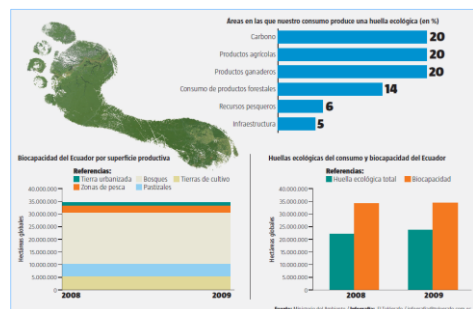 Áreas en las que nuestro consumo produce una huella ecológica (en %)
Carbono 20
Productos agrícolas 20
Productos ganaderos 20
Consumo de productos forestales 14
Recursos pesqueros 6
Infraestructura 5
Biocapacidad del Ecuador por superficie productiva
Referencias:
Tierra urbanizada Bosques Tierras de cultivo
Zonas de pesca Pastizales
Hectáreas globales
40.000.000
35.000.000
30.000.000
25.000.000
20.000.000
15.000.000
10.000.000
5.000.000
0
2008 2009
Huellas ecológicas del consumo y biocapacidad del Ecuador
Referencias:
Huella ecológica total Biocapacidad
Hectáreas globales
40.000.000
35.000.000
30.000.000
25.000.000
20.000.000
15.000.000
10.000.000
5.000.000
0
2008 2009